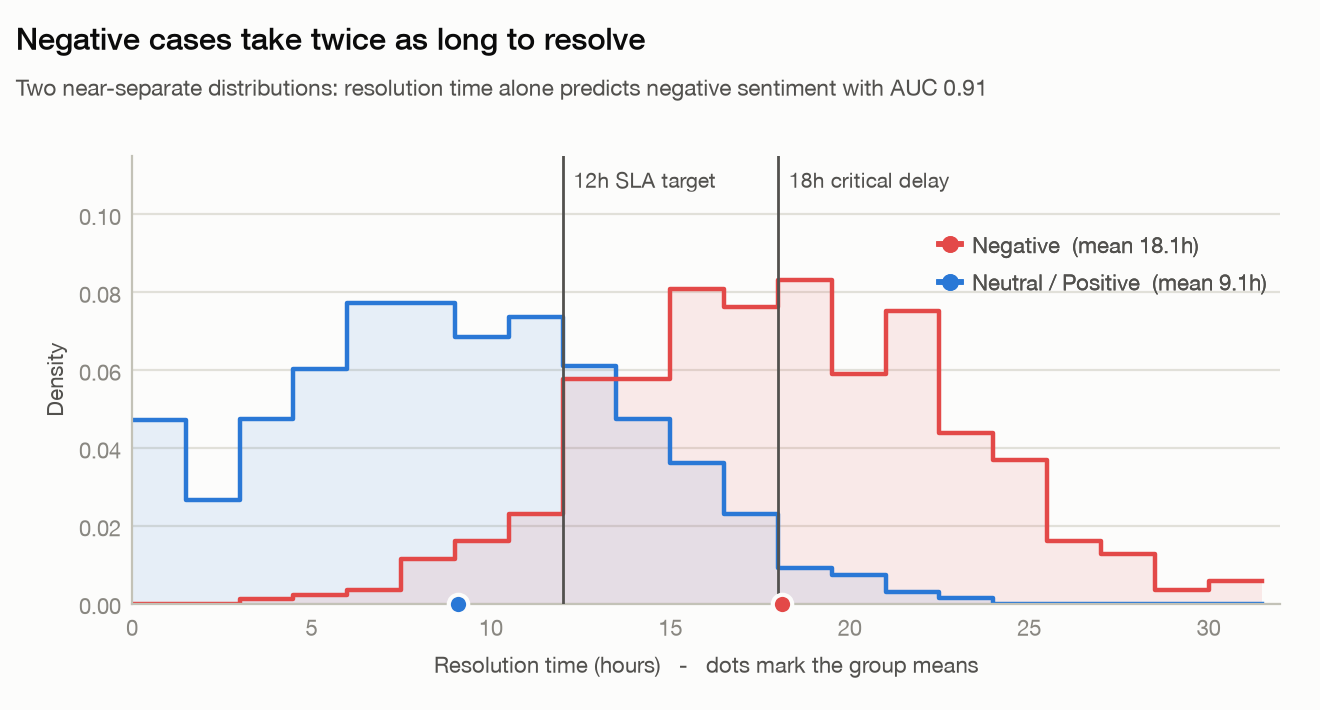 Negative cases take twice as long to resolve
Two near-separate distributions: resolution time alone predicts negative sentiment with AUC 0.91
12h SLA target
18h critical delay
Negative (mean 18.1h)
Neutral / Positive (mean 9.1h)
Density
0.10
0.08
0.06
0.04
0.02
0.00
0 5 10 15 20 25 30
Resolution time (hours) - dots mark the group means